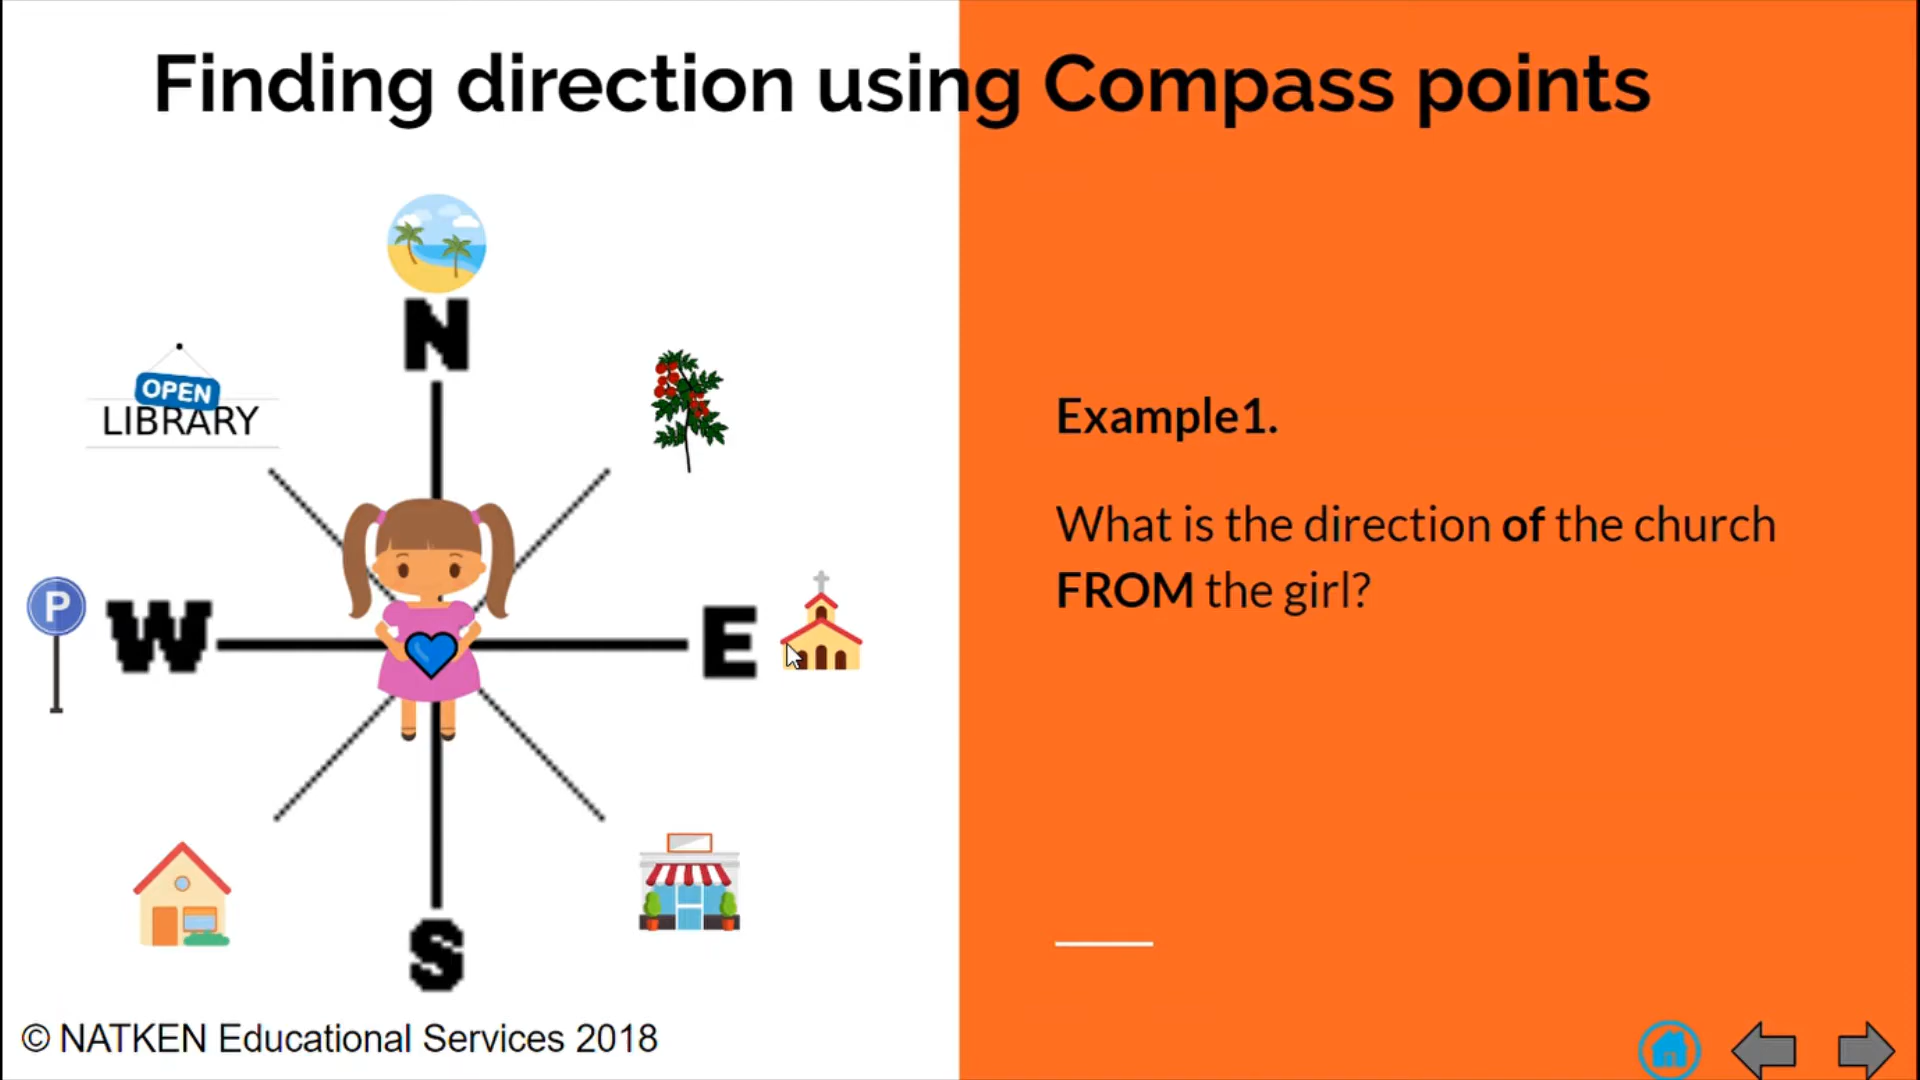 Finding direction using Compass points
N
OPEN
LIBRARY
P
W
E
S
Example1.
What is the direction of the church
FROM the girl?
© NATKEN Educational Services 2018